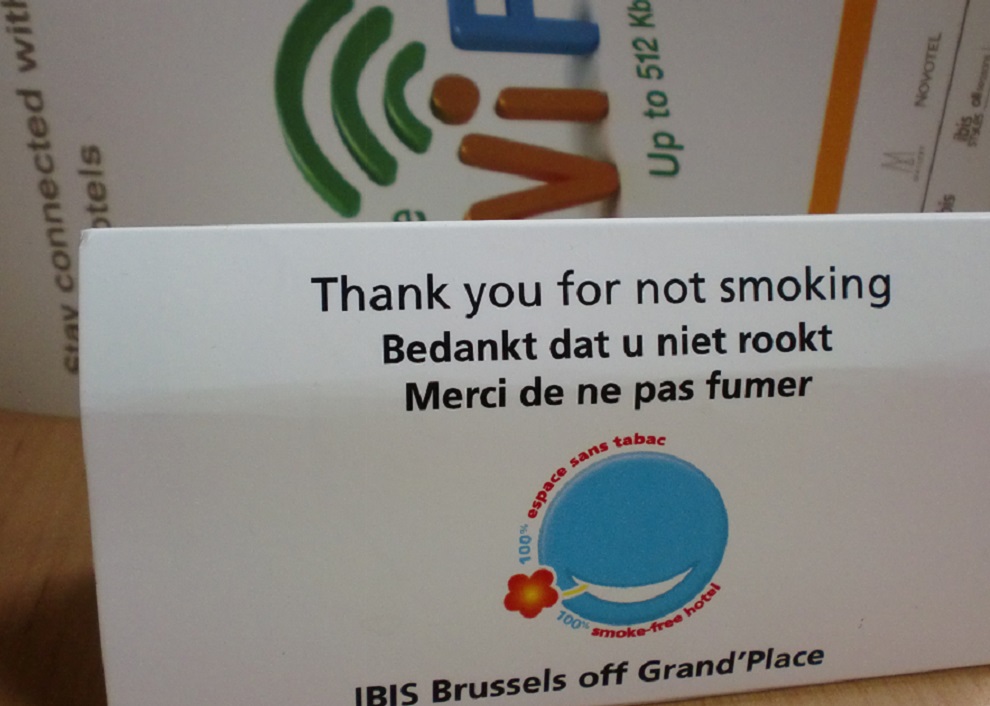 Stay connected with
otels
WiF
Up to 512 Kb
NOVOTEL
ibis
Thank you for not smoking
Bedankt dat u niet rookt
Merci de ne pas fumer
100% espace sans tabac
100% smoke-free hotel
IBIS Brussels off Grand'Place